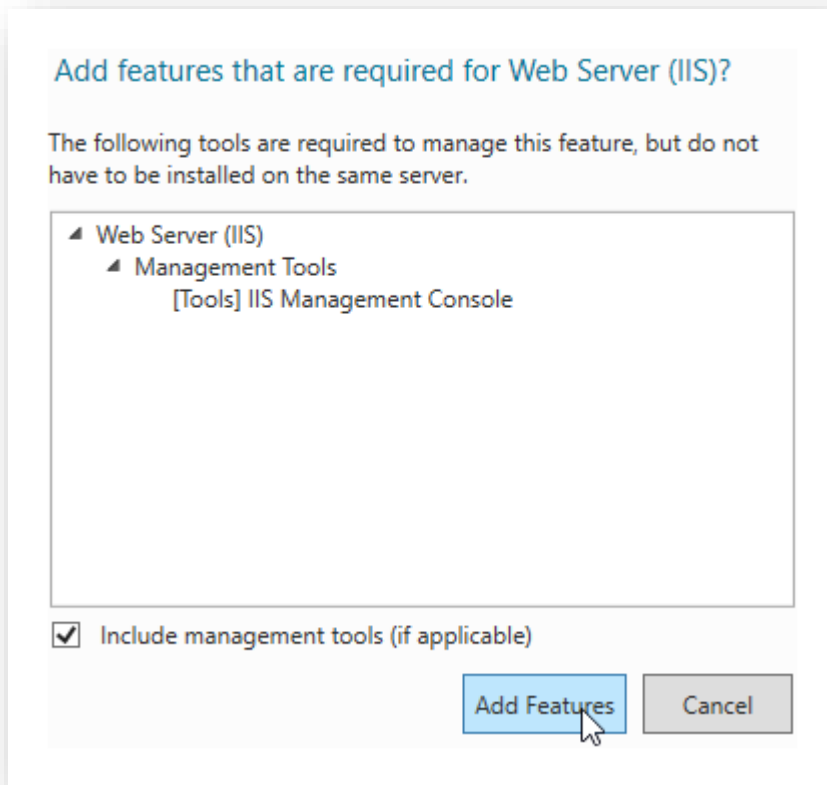 Add features that are required for Web Server (IIS)?
The following tools are required to manage this feature, but do not
have to be installed on the same server.
Web Server (IIS)
Management Tools
[Tools] IIS Management Console
Include management tools (if applicable)
Add Features
Cancel